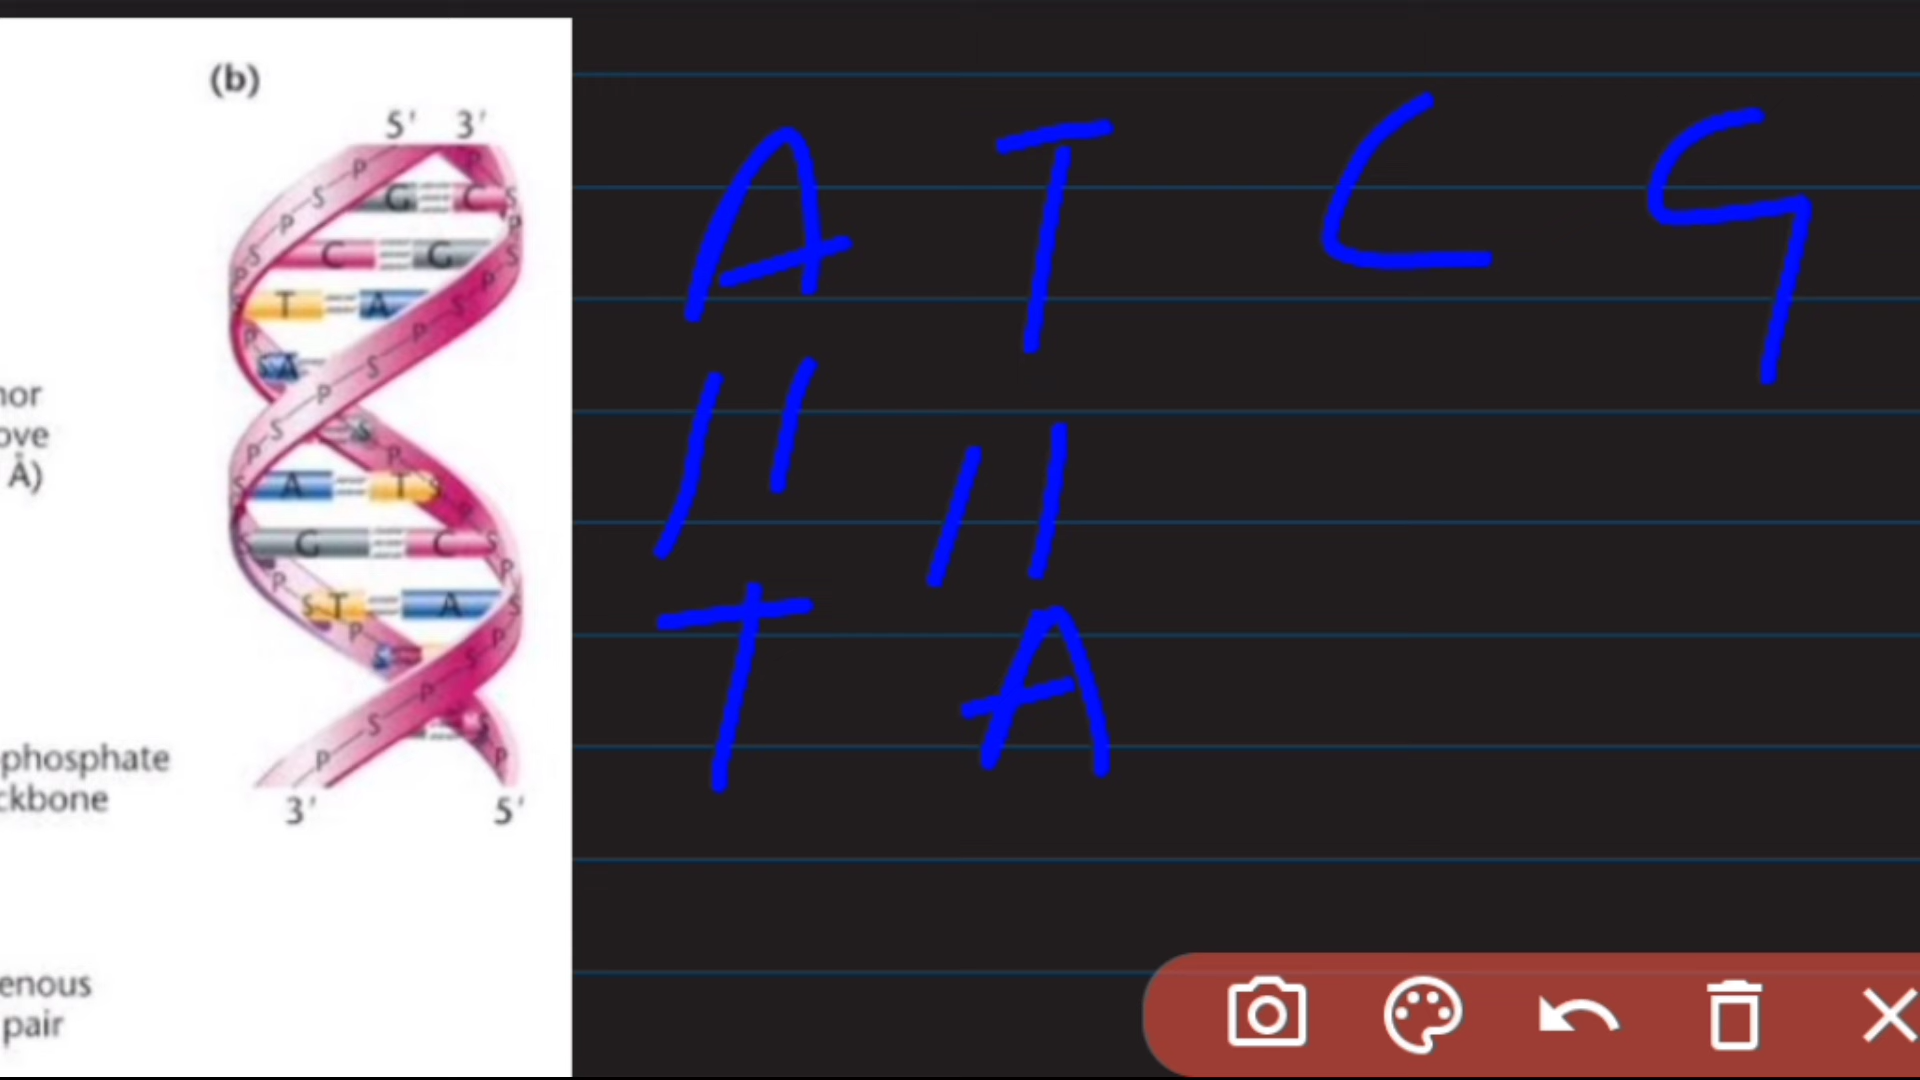 (b)
5' 3'
P P
S G C S
P P
S C G S
P P
T A S
P P
S A S
P
S
P S
S P
A T S
P
G C S
P P
S T A S
P P
S S
P
S S
P P
3' 5'
nor
ove
Å)
phosphate
ckbone
enous
pair
A T C G
T A